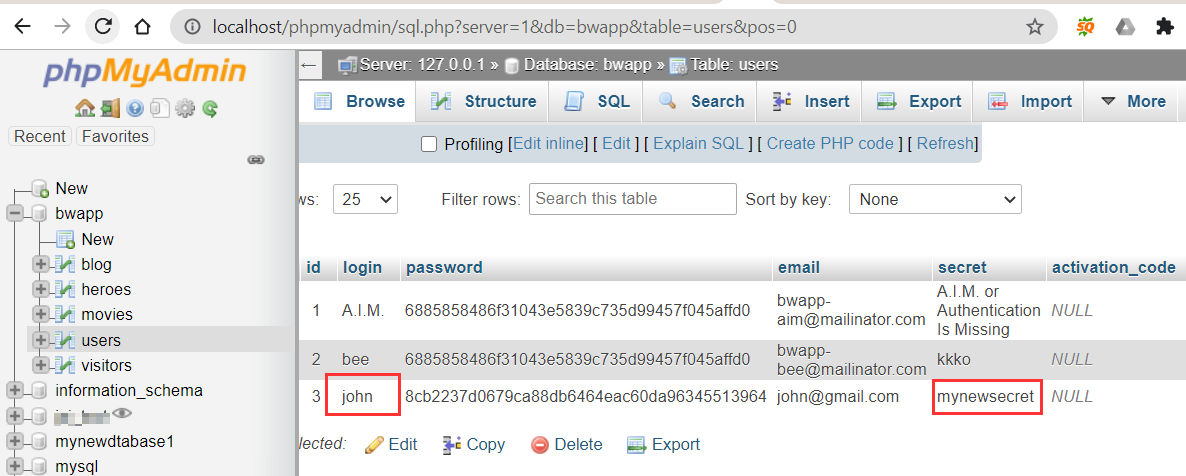 localhost/phpmyadmin/sql.php?server=1&db=bwapp&table=users&pos=0
phpMyAdmin
Recent Favorites
New
bwapp
New
blog
heroes
movies
users
visitors
information_schema
mynewdtabase1
mysql
Server: 127.0.0.1 » Database: bwapp » Table: users
Browse Structure SQL Search Insert Export Import More
Profiling [Edit inline] [ Edit ] [ Explain SQL ] [ Create PHP code ] [ Refresh]
ws: 25 Filter rows: Search this table Sort by key: None
id login password email secret activation_code
1 A.I.M. 6885858486f31043e5839c735d99457f045affd0 bwapp-aim@mailinator.com A.I.M. or Authentication Is Missing NULL
2 bee 6885858486f31043e5839c735d99457f045affd0 bwapp-bee@mailinator.com kkko NULL
3 john 8cb2237d0679ca88db6464eac60da96345513964 john@gmail.com mynewsecret NULL
elected: Edit Copy Delete Export